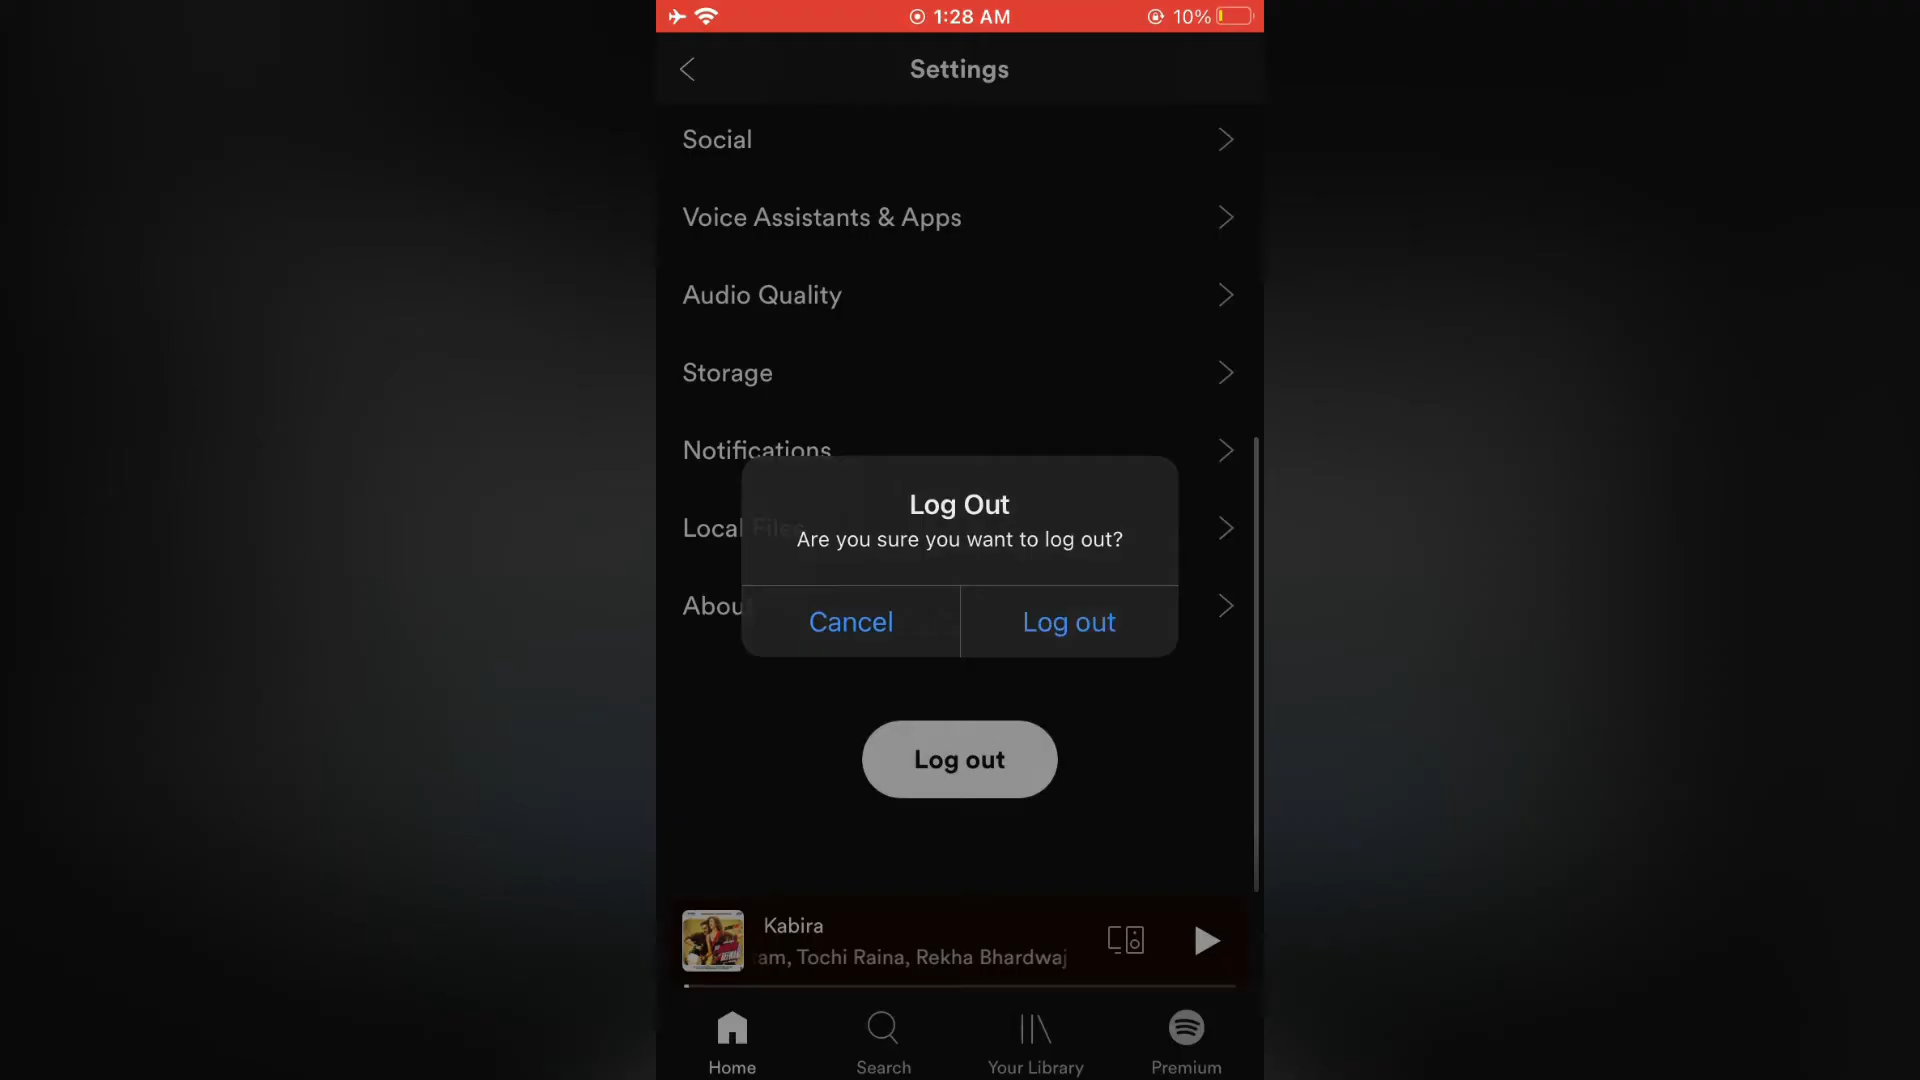 1:28 AM
10%
Settings
Social
Voice Assistants & Apps
Audio Quality
Storage
Notifications
Local Files
Log Out
Are you sure you want to log out?
Abou
Cancel
Log out
Log out
Kabira
am, Tochi Raina, Rekha Bhardwaj
Home
Search
Your Library
Premium